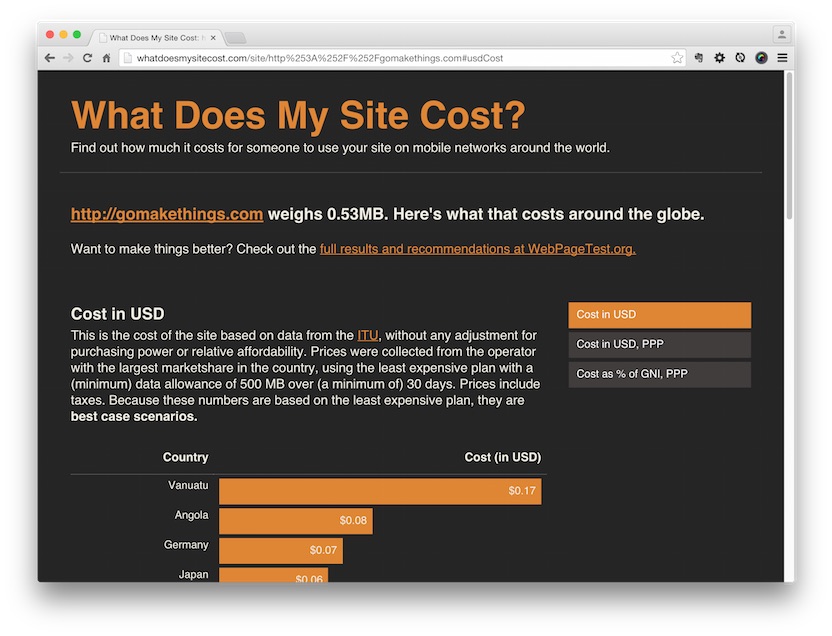 What Does My Site Cost:
whatdoesmysitecost.com/site/http%253A%252F%252Fgomakethings.com#usdCost
What Does My Site Cost?
Find out how much it costs for someone to use your site on mobile networks around the world.
http://gomakethings.com weighs 0.53MB. Here's what that costs around the globe.
Want to make things better? Check out the full results and recommendations at WebPageTest.org.
Cost in USD
This is the cost of the site based on data from the ITU, without any adjustment for
purchasing power or relative affordability. Prices were collected from the operator
with the largest marketshare in the country, using the least expensive plan with a
(minimum) data allowance of 500 MB over (a minimum of) 30 days. Prices include
taxes. Because these numbers are based on the least expensive plan, they are
best case scenarios.
Cost in USD
Cost in USD, PPP
Cost as % of GNI, PPP
Country Cost (in USD)
Vanuatu $0.17
Angola $0.08
Germany $0.07
Japan $0.06